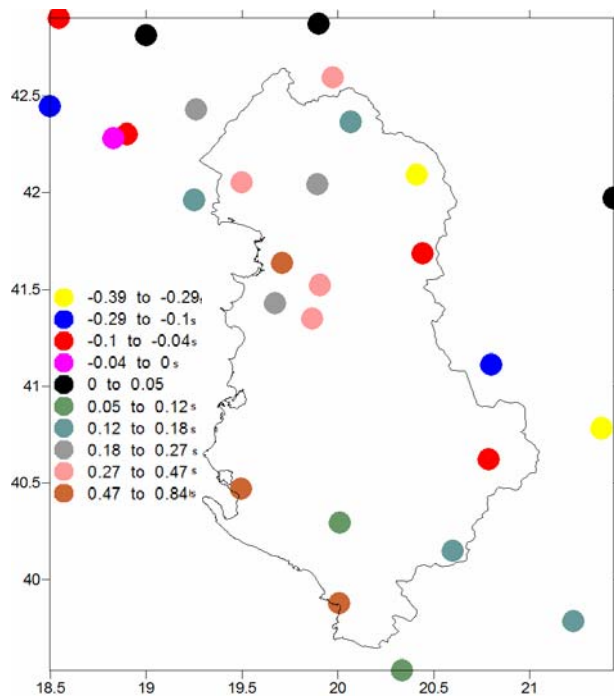 42.5
42
41.5
-0.39 to -0.29s
-0.29 to -0.1s
-0.1 to -0.04s
-0.04 to 0 s
0 to 0.05
0.05 to 0.12 s
0.12 to 0.18 s
0.18 to 0.27 s
0.27 to 0.47 s
0.47 to 0.84 s
41
40.5
40
18.5 19 19.5 20 20.5 21